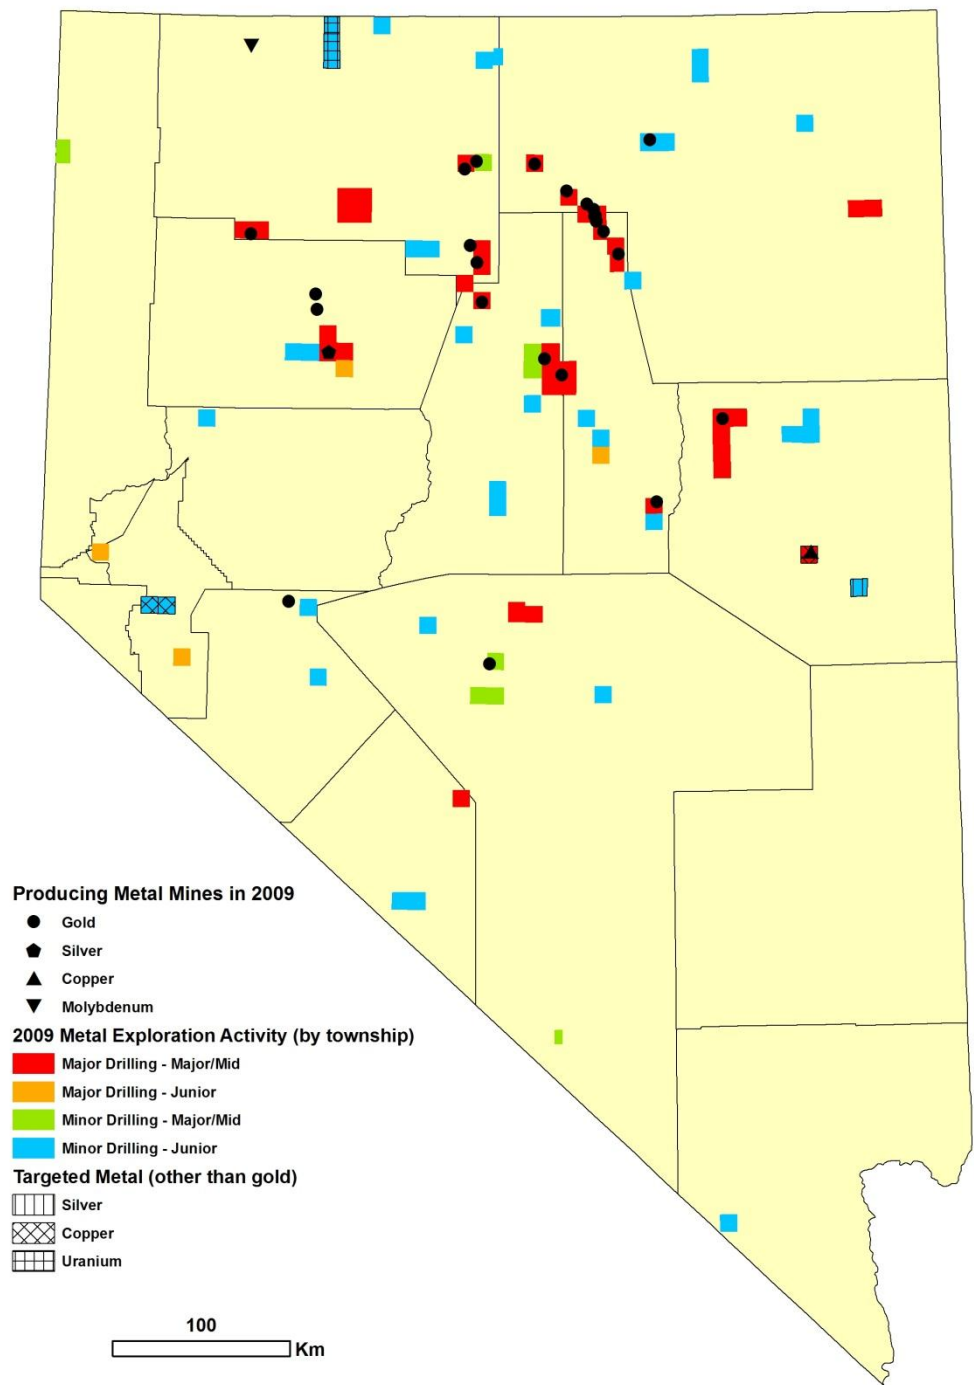 Producing Metal Mines in 2009
Gold
Silver
Copper
Molybdenum
2009 Metal Exploration Activity (by township)
Major Drilling - Major/Mid
Major Drilling - Junior
Minor Drilling - Major/Mid
Minor Drilling - Junior
Targeted Metal (other than gold)
Silver
Copper
Uranium
100
Km